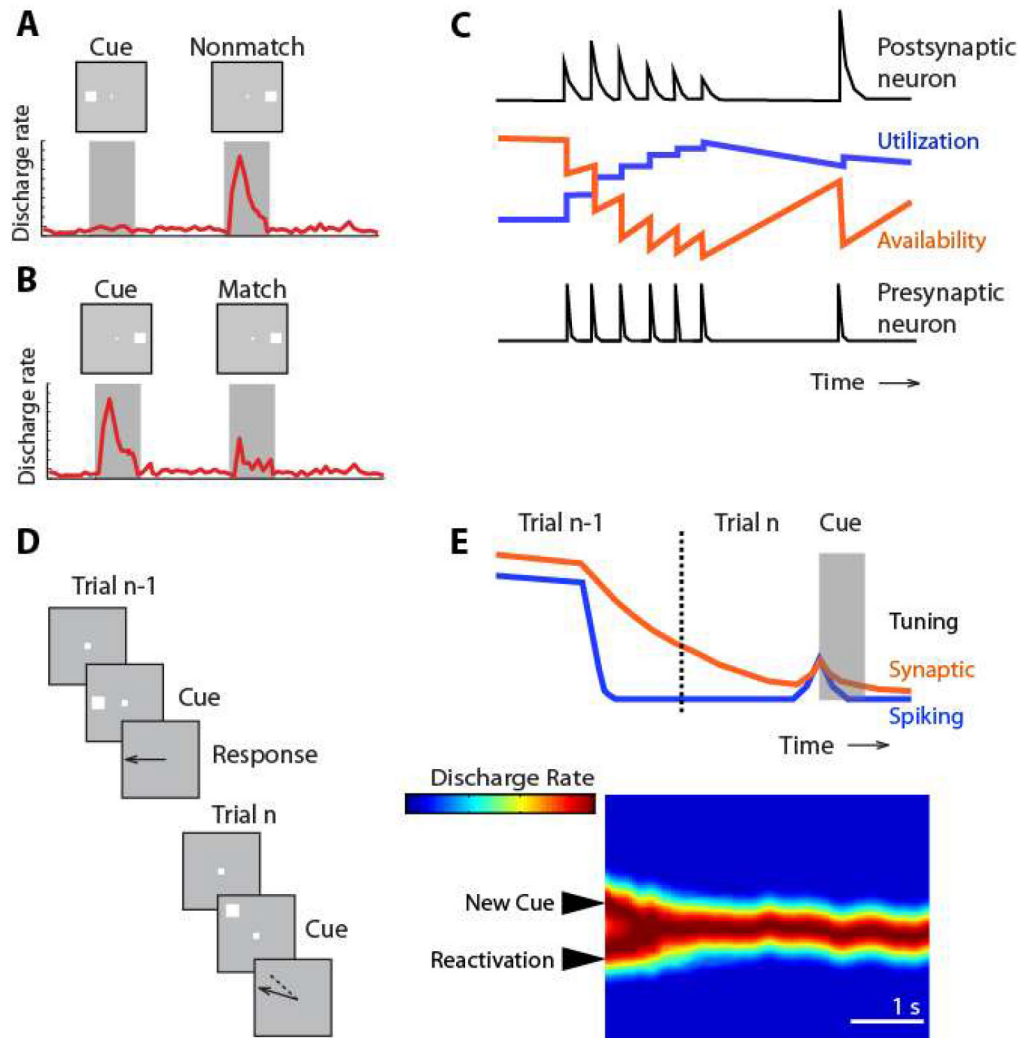 A
Cue
Nonmatch
Discharge rate
B
Cue
Match
Discharge rate
C
Postsynaptic
neuron
Utilization
Availability
Presynaptic
neuron
Time
D
Trial n-1
Cue
Response
Trial n
Cue
E
Trial n-1
Trial n
Cue
Tuning
Synaptic
Spiking
Time
Discharge Rate
New Cue
Reactivation
1 s